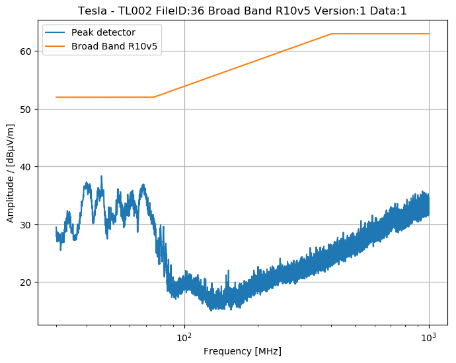 Tesla - TL002 FileID:36 Broad Band R10v5 Version:1 Data:1
Peak detector
Broad Band R10v5
Amplitude / [dBμV/m]
60
50
40
30
20
10²
10³
Frequency [MHz]